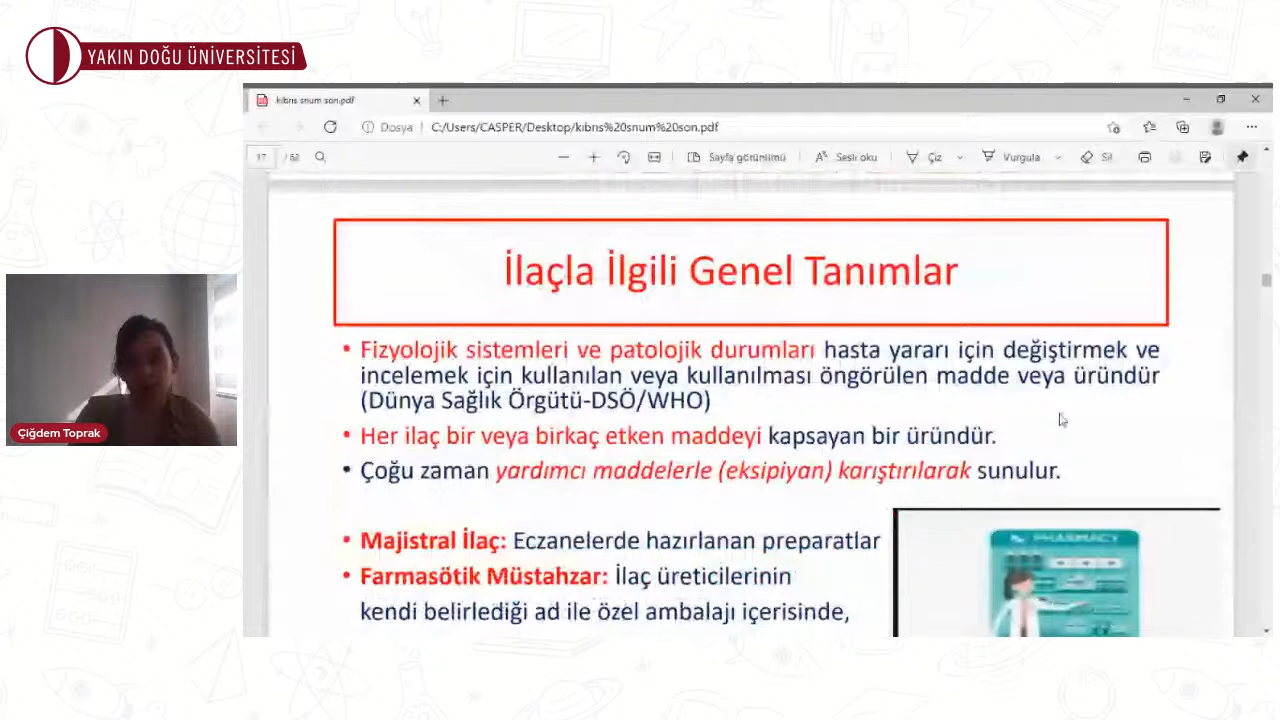 YAKIN DOĞU ÜNİVERSİTESİ
kıbrıs snum son.pdf
Dosya
C:/Users/CASPER/Desktop/kıbrıs%20snum%20son.pdf
17 / 62
Sayfa görünümü
Sesli oku
Çiz
Vurgula
Sil
İlaçla İlgili Genel Tanımlar
• Fizyolojik sistemleri ve patolojik durumları hasta yararı için değiştirmek ve
incelemek için kullanılan veya kullanılması öngörülen madde veya üründür
(Dünya Sağlık Örgütü-DSÖ/WHO)
• Her ilaç bir veya birkaç etken maddeyi kapsayan bir üründür.
• Çoğu zaman yardımcı maddelerle (eksipiyan) karıştırılarak sunulur.
• Majistral İlaç: Eczanelerde hazırlanan preparatlar
• Farmasötik Müstahzar: İlaç üreticilerinin
kendi belirlediği ad ile özel ambalajı içerisinde,
PHARMACY
Çiğdem Toprak